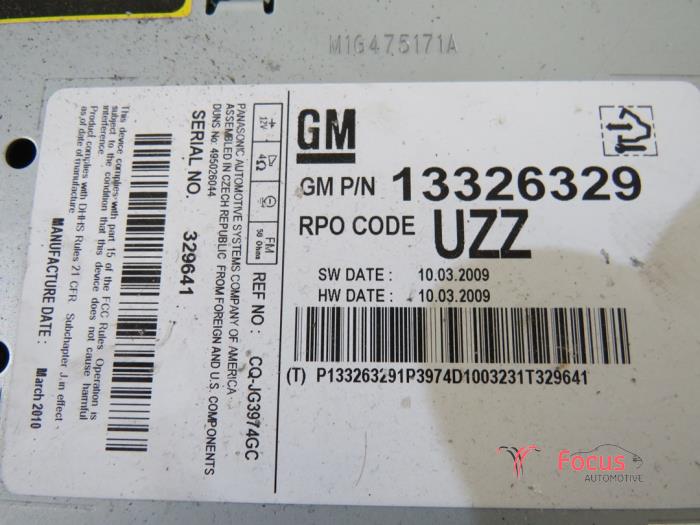 M1G475171A
GM
GM P/N 13326329
RPO CODE UZZ
SW DATE : 10.03.2009
HW DATE : 10.03.2009
(T) P133263291P3974D1003231T329641
+ 12V 4Ω FM 50 Ohms
REF NO : CQ-JG3974GC
PANASONIC AUTOMOTIVE SYSTEMS COMPANY OF AMERICA
ASSEMBLED IN CZECH REPUBLIC FROM FOREIGN AND U.S. COMPONENTS
DUNS No: 495026044
SERIAL NO. 329641
This device complies with part 15 of the FCC Rules Operation is
subject to the condition that this device does not cause harmful
interference.
Product complies with DHHS Rules 21 CFR Subchapter J. in effect
as of date of manufacture.
MANUFACTURE DATE: March 2010
Focus
AUTOMOTIVE